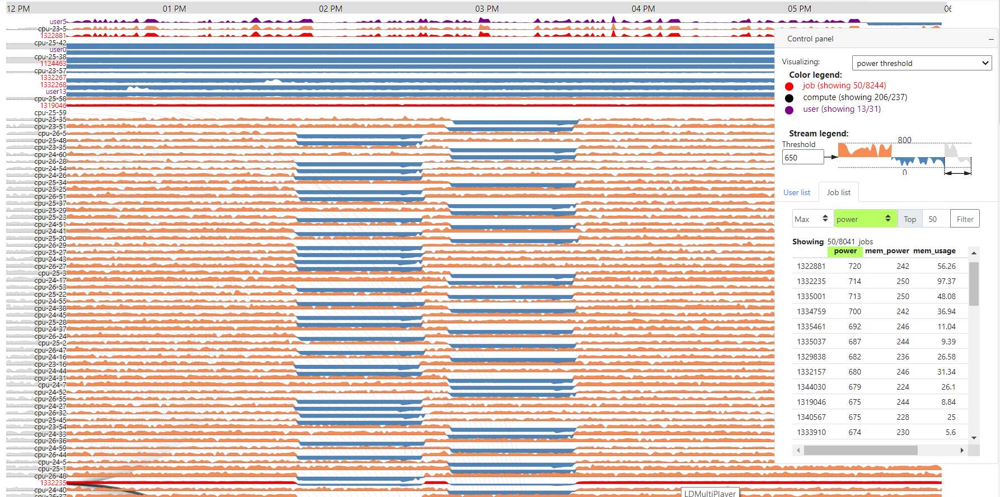 12 PM 01 PM 02 PM 03 PM 04 PM 05 PM 06
user5
cpu-23-5
1322881
cpu-25-42
user0
cpu-25-38
1124463
cpu-23-57
1332267
1332268
user13
cpu-25-58
1319046
cpu-25-59
cpu-25-35
cpu-23-51
cpu-26-5
cpu-25-48
cpu-23-35
cpu-24-60
cpu-26-28
cpu-24-54
cpu-24-26
cpu-25-34
cpu-25-25
cpu-26-51
cpu-25-37
cpu-25-29
cpu-25-23
cpu-24-51
cpu-24-41
cpu-25-20
cpu-26-29
cpu-25-27
cpu-24-43
cpu-26-27
cpu-25-3
cpu-24-17
cpu-26-53
cpu-25-22
cpu-24-55
cpu-24-38
cpu-24-45
cpu-25-28
cpu-24-37
cpu-26-24
cpu-25-2
cpu-26-47
cpu-24-16
cpu-23-16
cpu-24-44
cpu-24-31
cpu-24-7
cpu-24-52
cpu-26-55
cpu-24-27
cpu-26-32
cpu-25-45
cpu-23-54
cpu-24-33
cpu-26-36
cpu-24-59
cpu-26-44
cpu-24-5
cpu-25-1
cpu-26-48
1332235
cpu-24-40
cpu-26-37
Control panel
Visualizing: power threshold
Color legend:
job (showing 50/8244)
compute (showing 206/237)
user (showing 13/31)
Stream legend:
Threshold 800
650
0
User list Job list
Max power Top 50 Filter
Showing 50/8041 jobs
power mem_power mem_usage
1322881 720 242 56.26
1332235 714 250 97.37
1335001 713 250 48.08
1334759 700 242 36.94
1335461 692 246 11.04
1335037 687 244 9.39
1329838 682 236 26.58
1332157 680 246 31.34
1344030 679 224 26.1
1319046 675 244 8.84
1340567 675 228 25
1333910 674 230 5.6
LDMultiPlayer